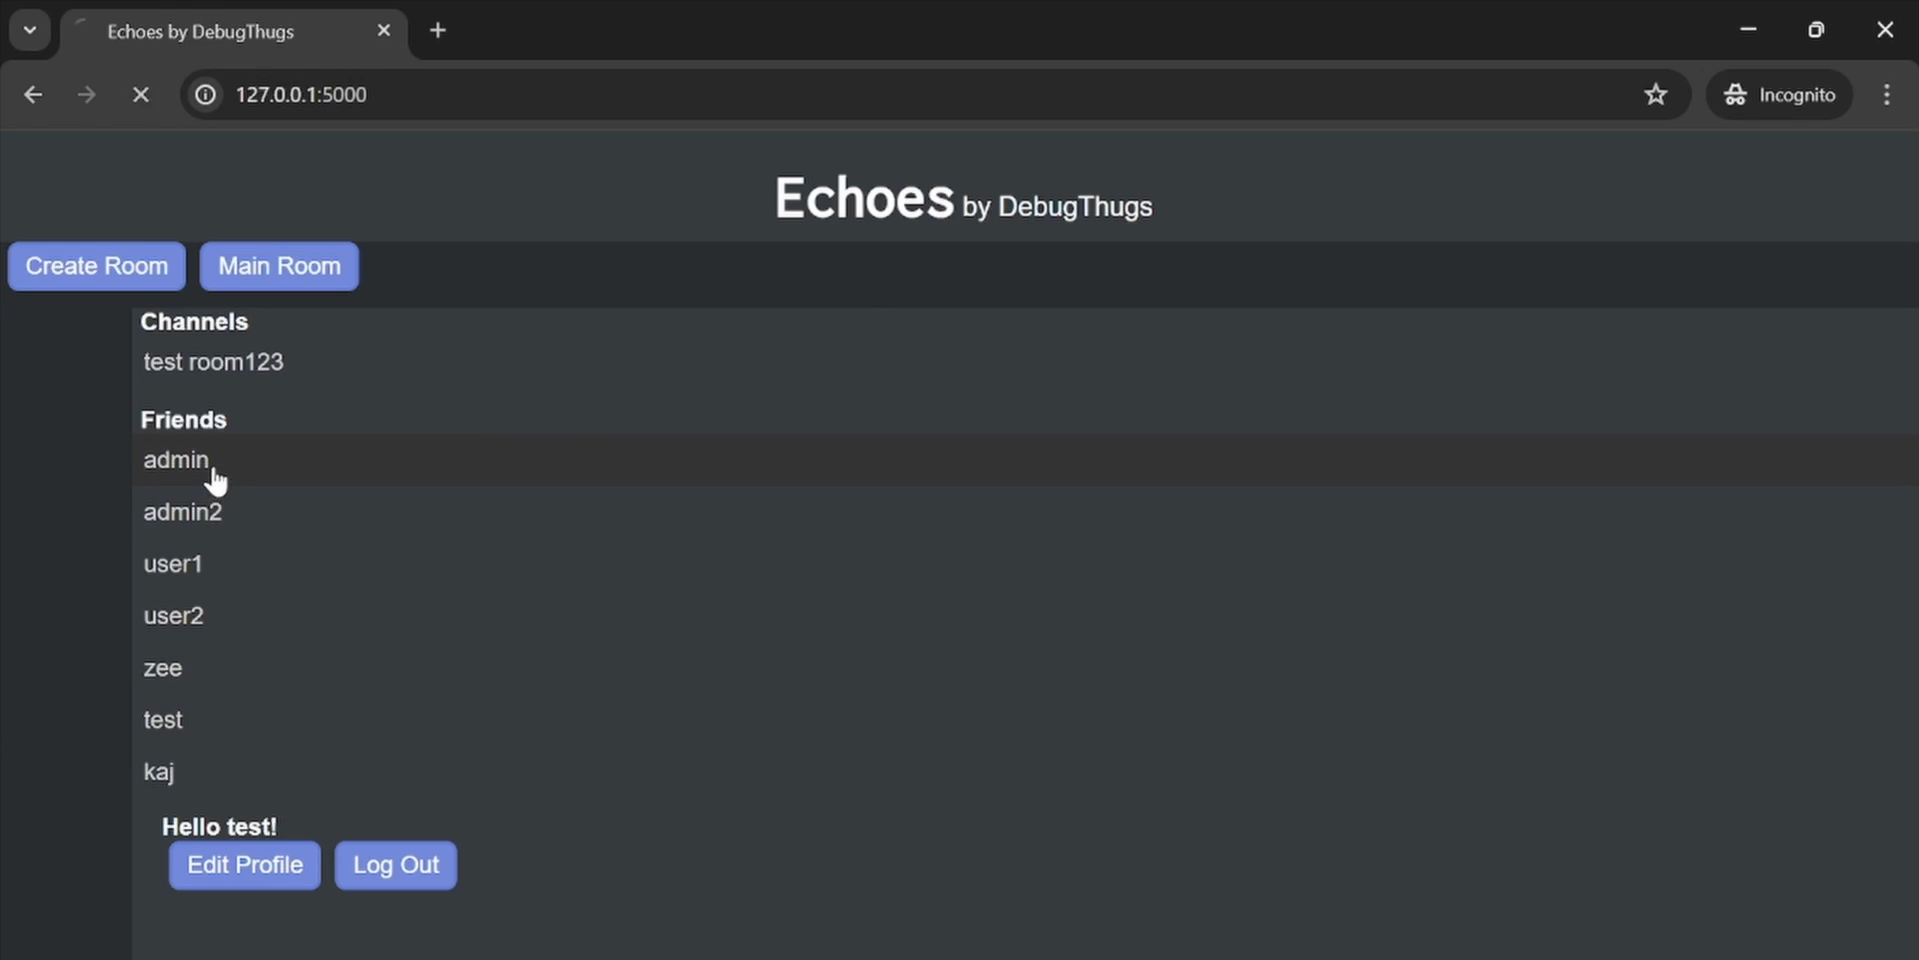 Echoes by DebugThugs
127.0.0.1:5000
Incognito
Echoes by DebugThugs
Create Room
Main Room
Channels
test room123
Friends
admin
admin2
user1
user2
zee
test
kaj
Hello test!
Edit Profile
Log Out